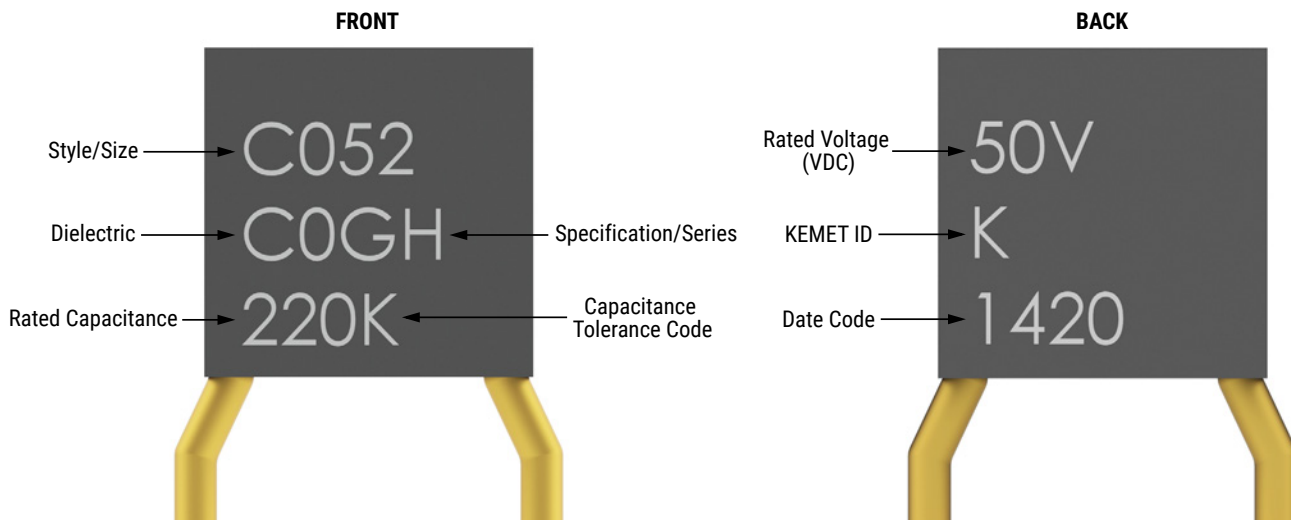 FRONT
C052
C0GH
220K
Style/Size
Dielectric
Rated Capacitance
Specification/Series
Capacitance
Tolerance Code
BACK
50V
K
1420
Rated Voltage
(VDC)
KEMET ID
Date Code